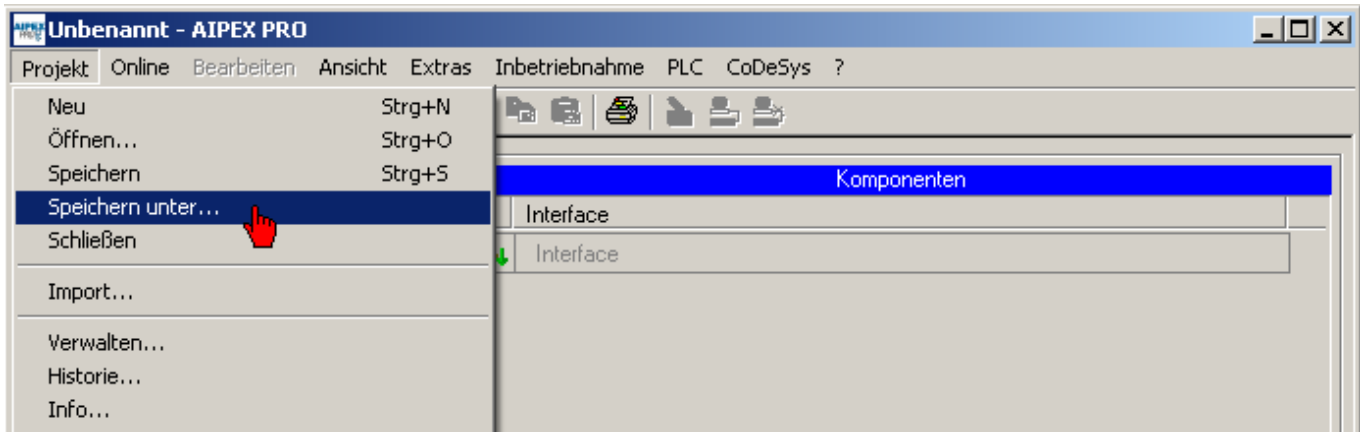 Unbenannt - AIPEX PRO
Projekt Online Bearbeiten Ansicht Extras Inbetriebnahme PLC CoDeSys ?
Neu Strg+N
Öffnen... Strg+O
Speichern Strg+S
Komponenten
Speichern unter...
Interface
Schließen
Interface
Import...
Verwalten...
Historie...
Info...